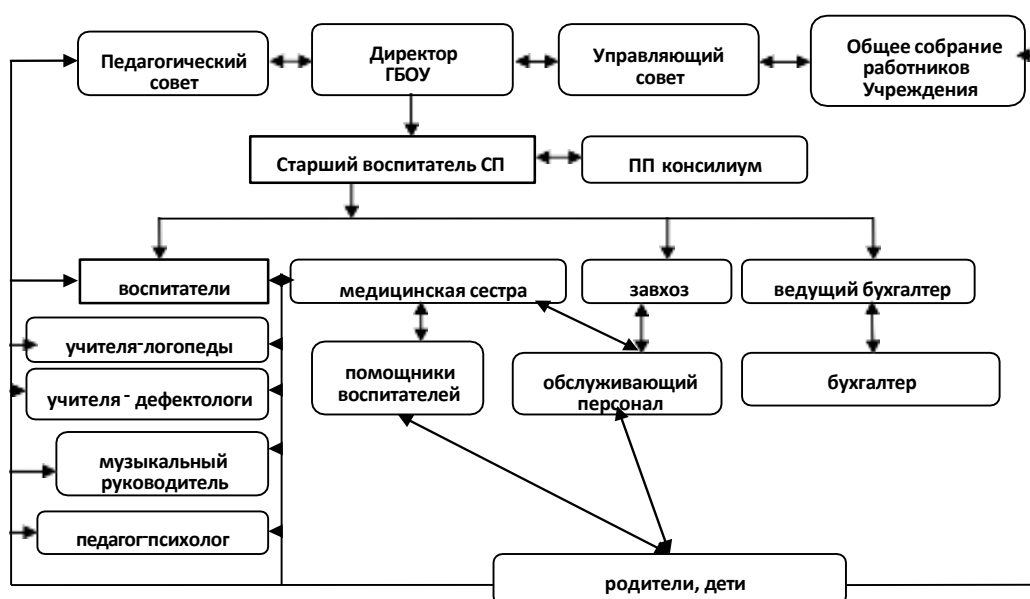 Педагогический
совет
Директор
ГБОУ
Управляющий
совет
Общее собрание
работников
Учреждения
Старший воспитатель СП
ПП консилиум
воспитатели
медицинская сестра
завхоз
ведущий бухгалтер
учителя-логопеды
помощники
воспитателей
обслуживающий
персонал
бухгалтер
учителя - дефектологи
музыкальный
руководитель
педагог-психолог
родители, дети